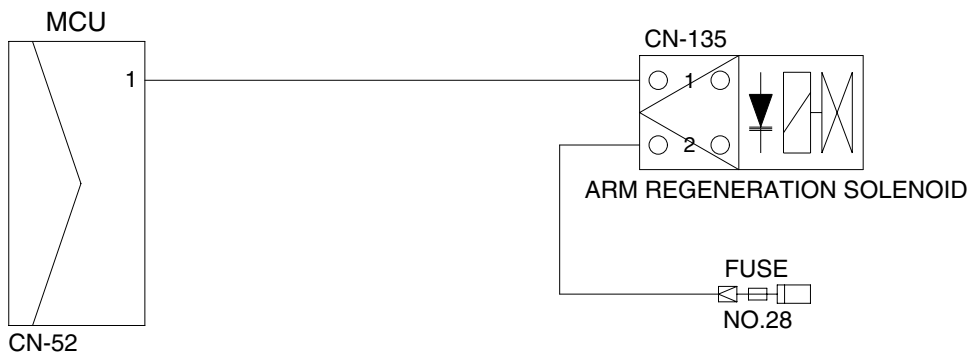 MCU
CN-135
1
1
2
ARM REGENERATION SOLENOID
FUSE
NO.28
CN-52